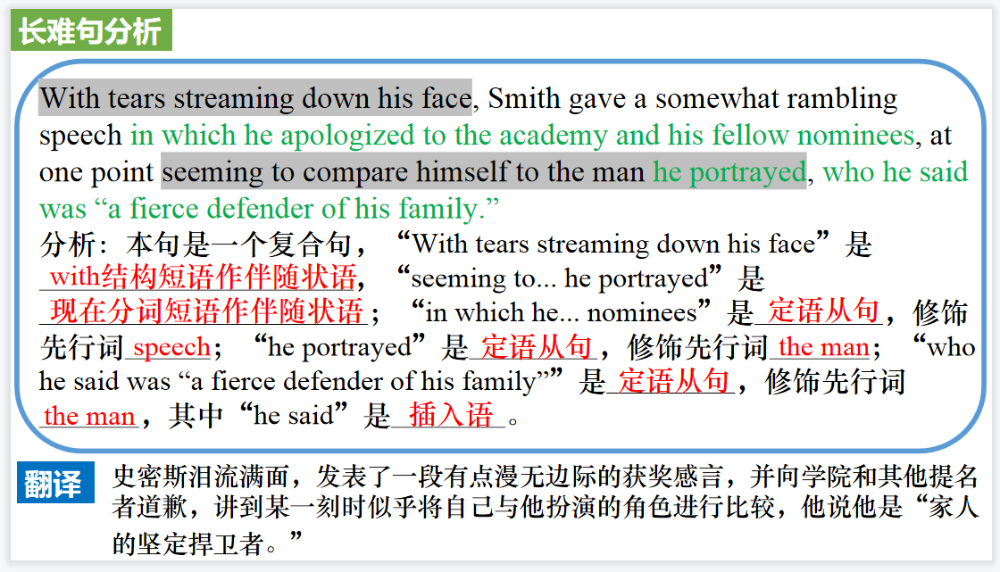 长难句分析
With tears streaming down his face, Smith gave a somewhat rambling
speech in which he apologized to the academy and his fellow nominees, at
one point seeming to compare himself to the man he portrayed, who he said
was “a fierce defender of his family.”
分析：本句是一个复合句，“With tears streaming down his face”是
with结构短语作伴随状语，“seeming to... he portrayed”是
现在分词短语作伴随状语；“in which he... nominees”是定语从句，修饰
先行词speech；“he portrayed”是定语从句，修饰先行词the man；“who
he said was “a fierce defender of his family””是定语从句，修饰先行词
the man，其中“he said”是插入语。
翻译 史密斯泪流满面，发表了一段有点漫无边际的获奖感言，并向学院和其他提名
者道歉，讲到某一刻时似乎将自己与他扮演的角色进行比较，他说他是“家人
的坚定捍卫者。”